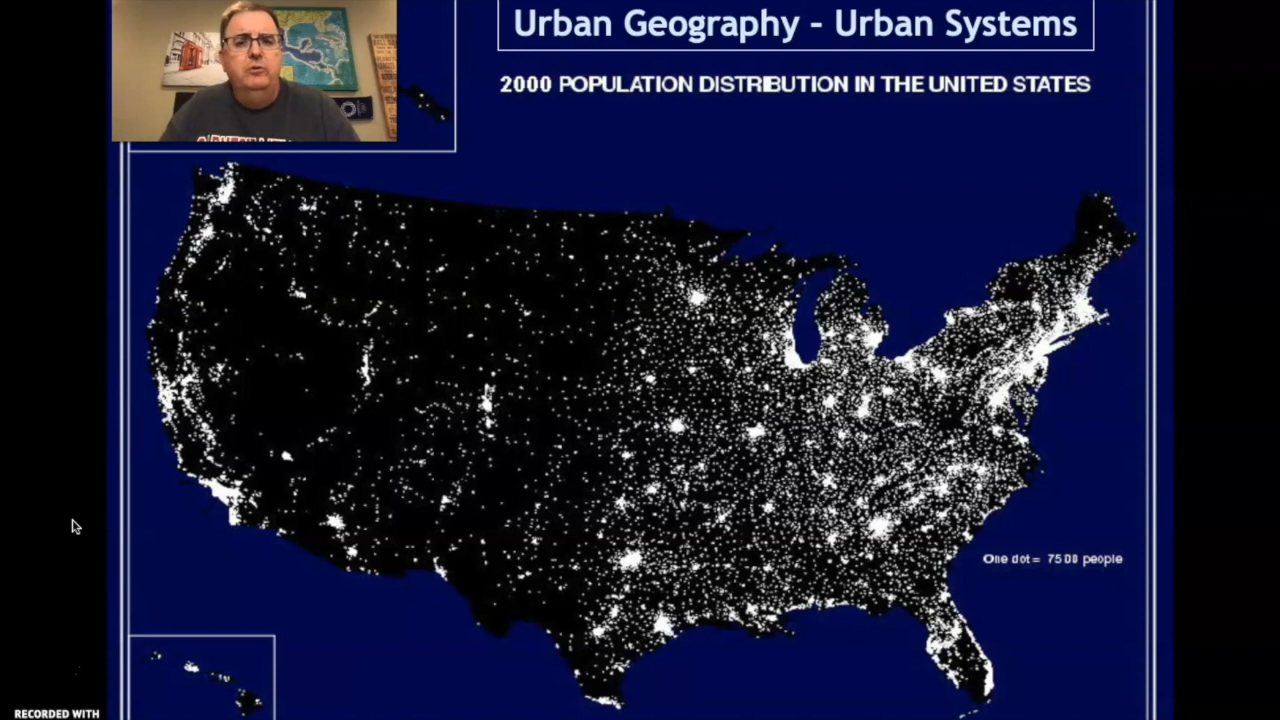 Urban Geography - Urban Systems
2000 POPULATION DISTRIBUTION IN THE UNITED STATES
One dot = 7500 people
RECORDED WITH